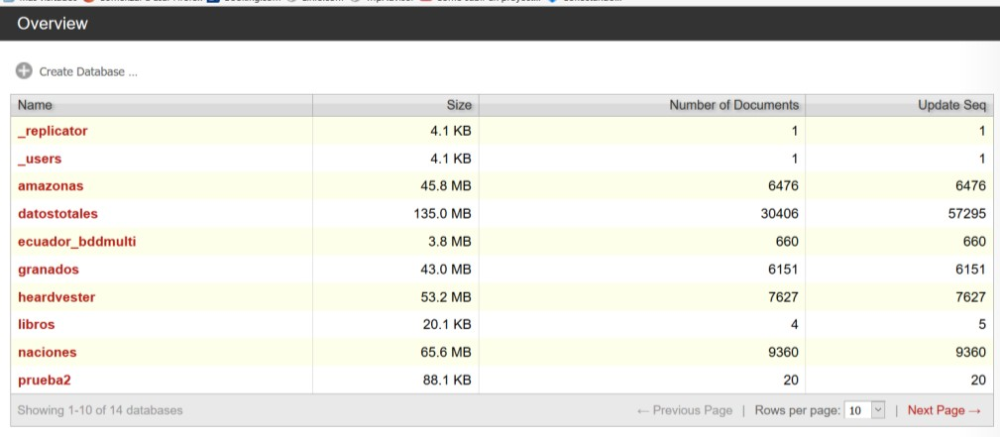 Overview
Create Database ...
Name Size Number of Documents Update Seq
_replicator 4.1 KB 1 1
_users 4.1 KB 1 1
amazonas 45.8 MB 6476 6476
datostotales 135.0 MB 30406 57295
ecuador_bddmulti 3.8 MB 660 660
granados 43.0 MB 6151 6151
heardvester 53.2 MB 7627 7627
libros 20.1 KB 4 5
naciones 65.6 MB 9360 9360
prueba2 88.1 KB 20 20
Showing 1-10 of 14 databases ← Previous Page | Rows per page: 10 | Next Page →